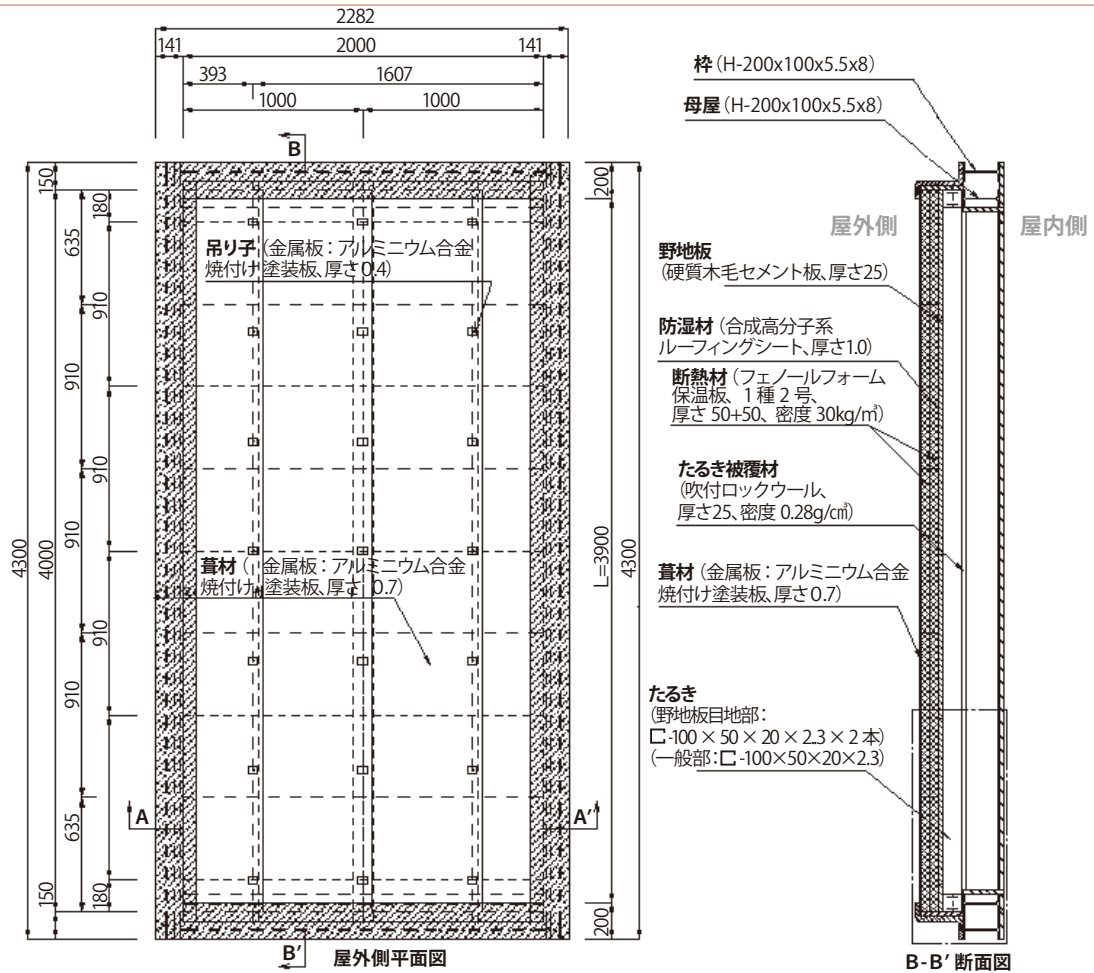 2282
141
2000
141
393
1607
1000
1000
B
150
180
635
910
910
910
910
910
910
910
910
635
180
150
4300
4000
200
L=3900
4300
200
吊り子 (金属板：アルミニウム合金
焼付け塗装板、厚さ0.4)
葺材 (金属板：アルミニウム合金
焼付け塗装板、厚さ0.7)
A
A'
B'
屋外側平面図
枠 (H-200x100x5.5x8)
母屋 (H-200x100x5.5x8)
屋外側
屋内側
野地板
(硬質木毛セメント板、厚さ25)
防湿材 (合成高分子系
ルーフィングシート、厚さ1.0)
断熱材 (フェノールフォーム
保温板、1種2号、
厚さ50+50、密度30kg/㎥)
たるき被覆材
(吹付ロックウール、
厚さ25、密度 0.28g/c㎥)
葺材 (金属板：アルミニウム合金
焼付け塗装板、厚さ0.7)
たるき
(野地板目地部：
-100×50×20×2.3×2本)
(一般部：-100×50×20×2.3)
B-B' 断面図